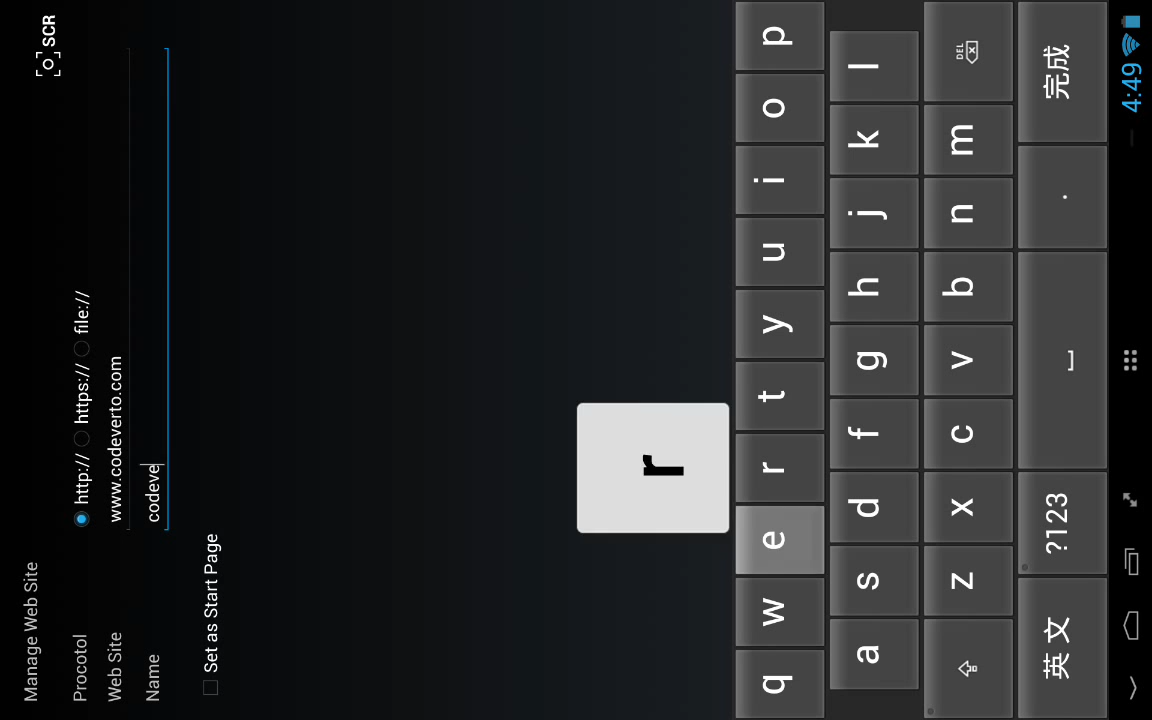 Manage Web Site
SCR
Procotol http:// https:// file://
Web Site www.codeverto.com
Name codeve
Set as Start Page
r
q w e r t y u i o p
a s d f g h j k l
z x c v b n m DEL
英文 ?123 . 完成
4:49